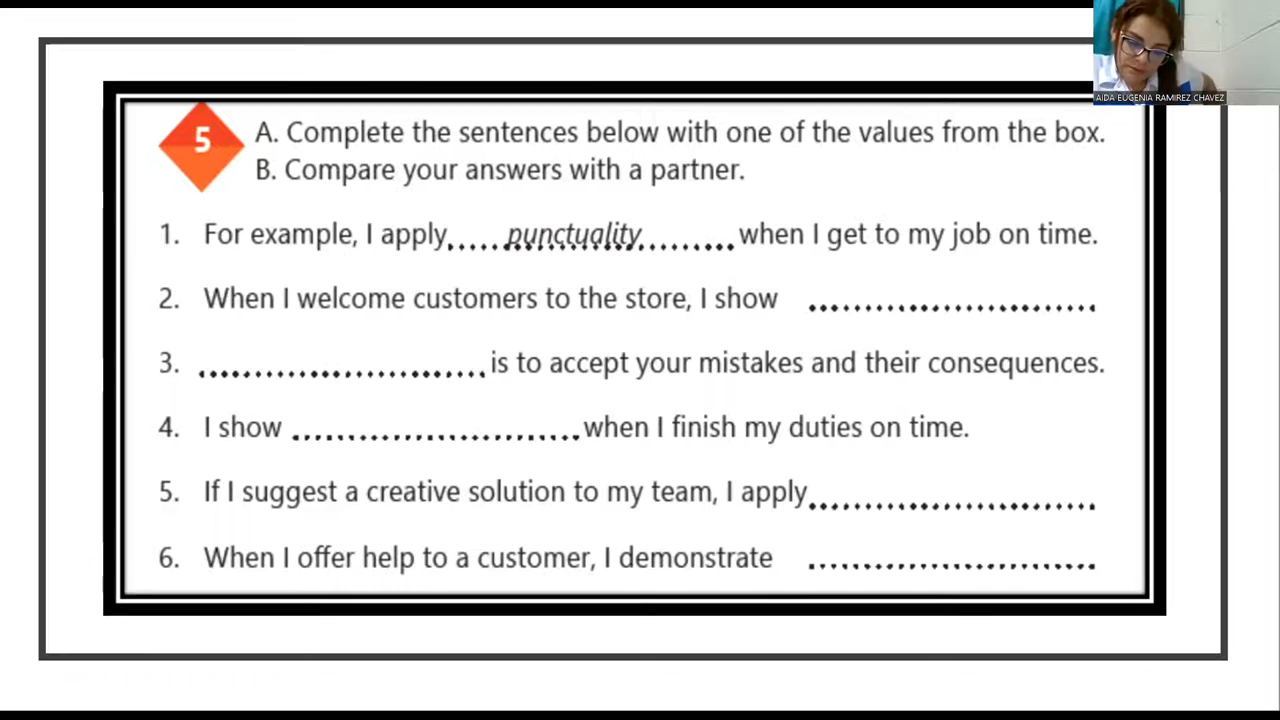 AIDA EUGENIA RAMIREZ CHAVEZ
5
A. Complete the sentences below with one of the values from the box.
B. Compare your answers with a partner.
1. For example, I apply.....punctuality.........when I get to my job on time.
2. When I welcome customers to the store, I show ..........................
3. ..........................is to accept your mistakes and their consequences.
4. I show ..........................when I finish my duties on time.
5. If I suggest a creative solution to my team, I apply..........................
6. When I offer help to a customer, I demonstrate ..........................